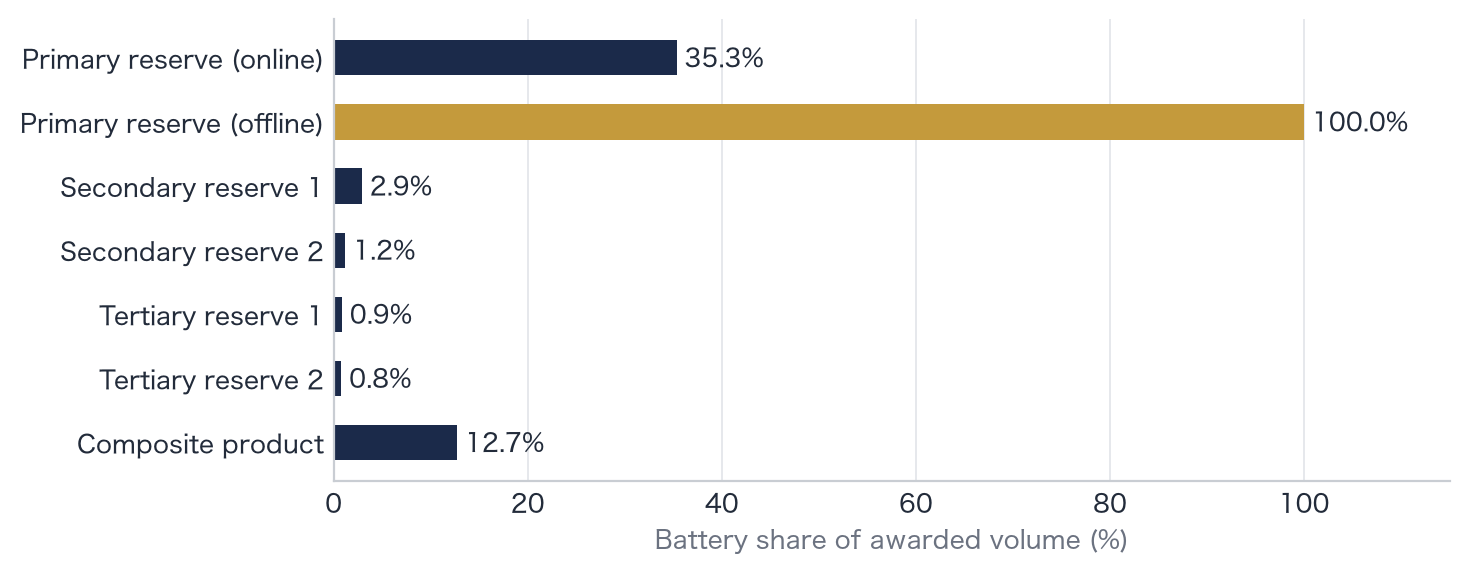 Primary reserve (online) 35.3%
Primary reserve (offline) 100.0%
Secondary reserve 1 2.9%
Secondary reserve 2 1.2%
Tertiary reserve 1 0.9%
Tertiary reserve 2 0.8%
Composite product 12.7%
0 20 40 60 80 100
Battery share of awarded volume (%)